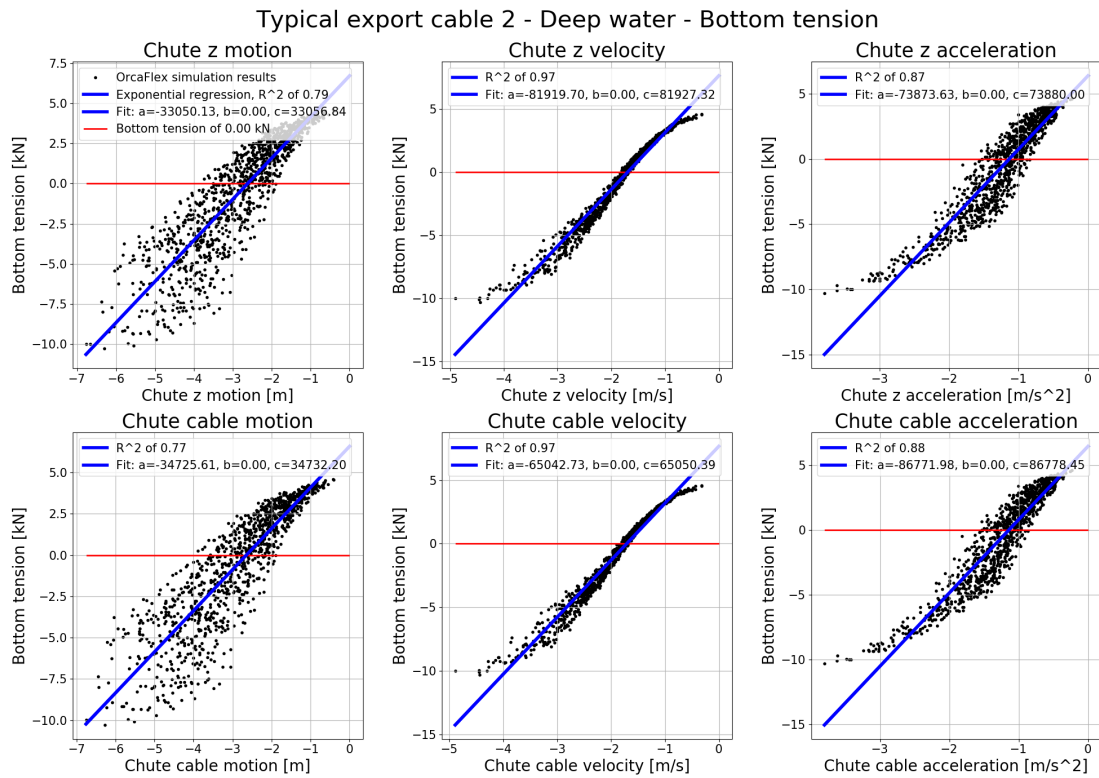 Typical export cable 2 - Deep water - Bottom tension
Chute z motion
Chute z velocity
Chute z acceleration
7.5
5.0
2.5
0.0
−2.5
−5.0
−7.5
−10.0
Bottom tension [kN]
OrcaFlex simulation results
Exponential regression, R^2 of 0.79
Fit: a=-33050.13, b=0.00, c=33056.84
Bottom tension of 0.00 kN
−7 −6 −5 −4 −3 −2 −1 0
Chute z motion [m]
5
0
−5
−10
−15
Bottom tension [kN]
R^2 of 0.97
Fit: a=-81919.70, b=0.00, c=81927.32
−5 −4 −3 −2 −1 0
Chute z velocity [m/s]
5
0
−5
−10
−15
Bottom tension [kN]
R^2 of 0.87
Fit: a=-73873.63, b=0.00, c=73880.00
−3 −2 −1 0
Chute z acceleration [m/s^2]
Chute cable motion
Chute cable velocity
Chute cable acceleration
5.0
2.5
0.0
−2.5
−5.0
−7.5
−10.0
Bottom tension [kN]
R^2 of 0.77
Fit: a=-34725.61, b=0.00, c=34732.20
−7 −6 −5 −4 −3 −2 −1 0
Chute cable motion [m]
5
0
−5
−10
−15
Bottom tension [kN]
R^2 of 0.97
Fit: a=-65042.73, b=0.00, c=65050.39
−5 −4 −3 −2 −1 0
Chute cable velocity [m/s]
5
0
−5
−10
−15
Bottom tension [kN]
R^2 of 0.88
Fit: a=-86771.98, b=0.00, c=86778.45
−3 −2 −1 0
Chute cable acceleration [m/s^2]